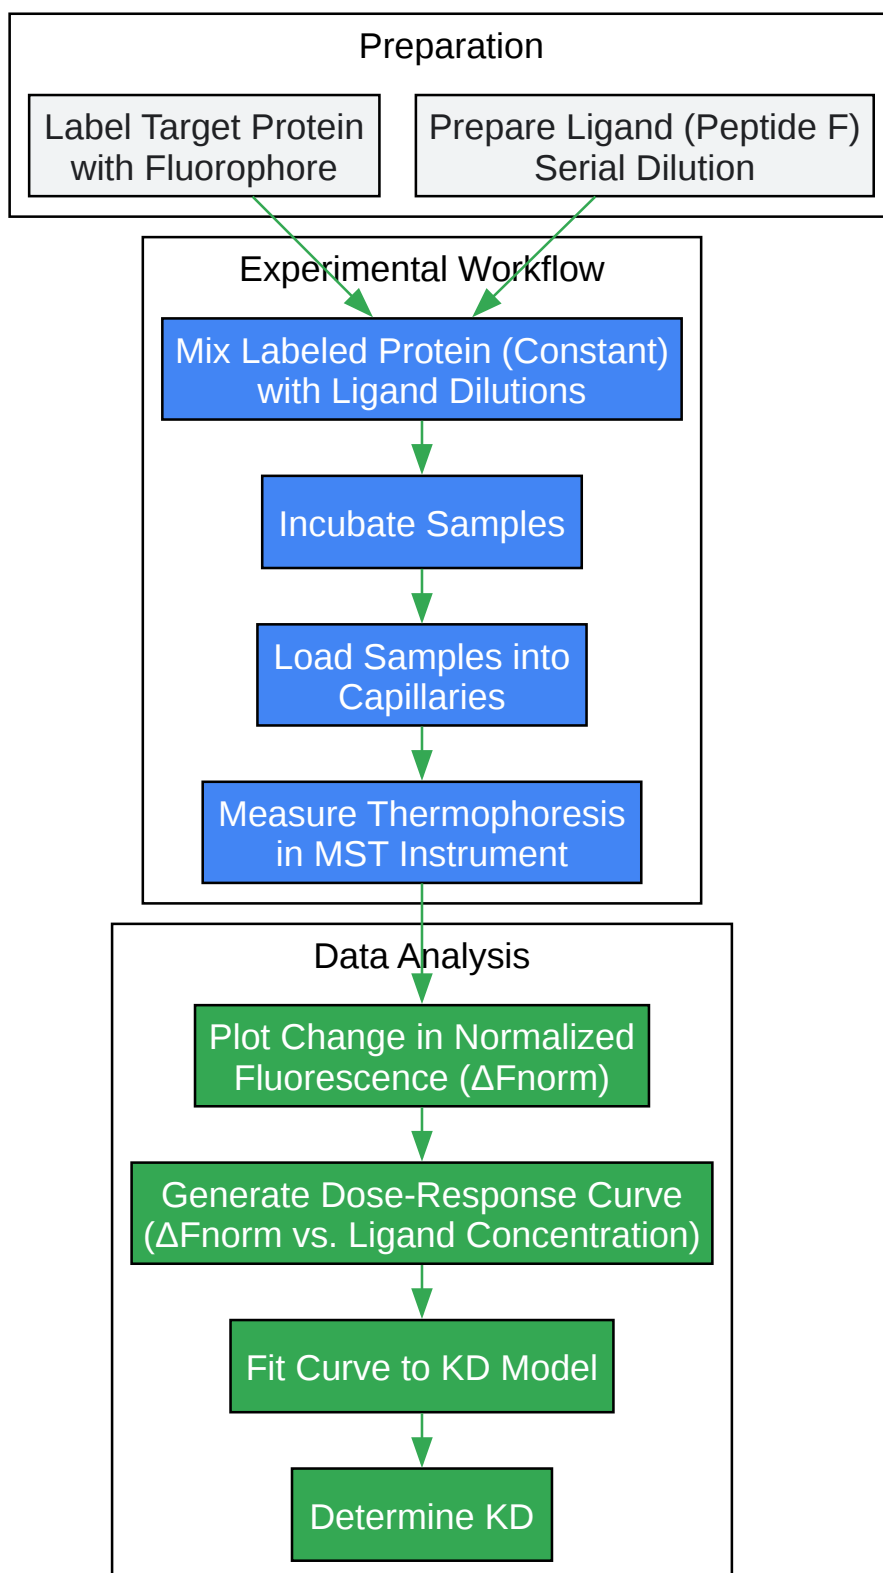 Preparation
Label Target Protein
with Fluorophore
Prepare Ligand (Peptide F)
Serial Dilution
Experimental Workflow
Mix Labeled Protein (Constant)
with Ligand Dilutions
Incubate Samples
Load Samples into
Capillaries
Measure Thermophoresis
in MST Instrument
Data Analysis
Plot Change in Normalized
Fluorescence (ΔFnorm)
Generate Dose-Response Curve
(ΔFnorm vs. Ligand Concentration)
Fit Curve to KD Model
Determine KD